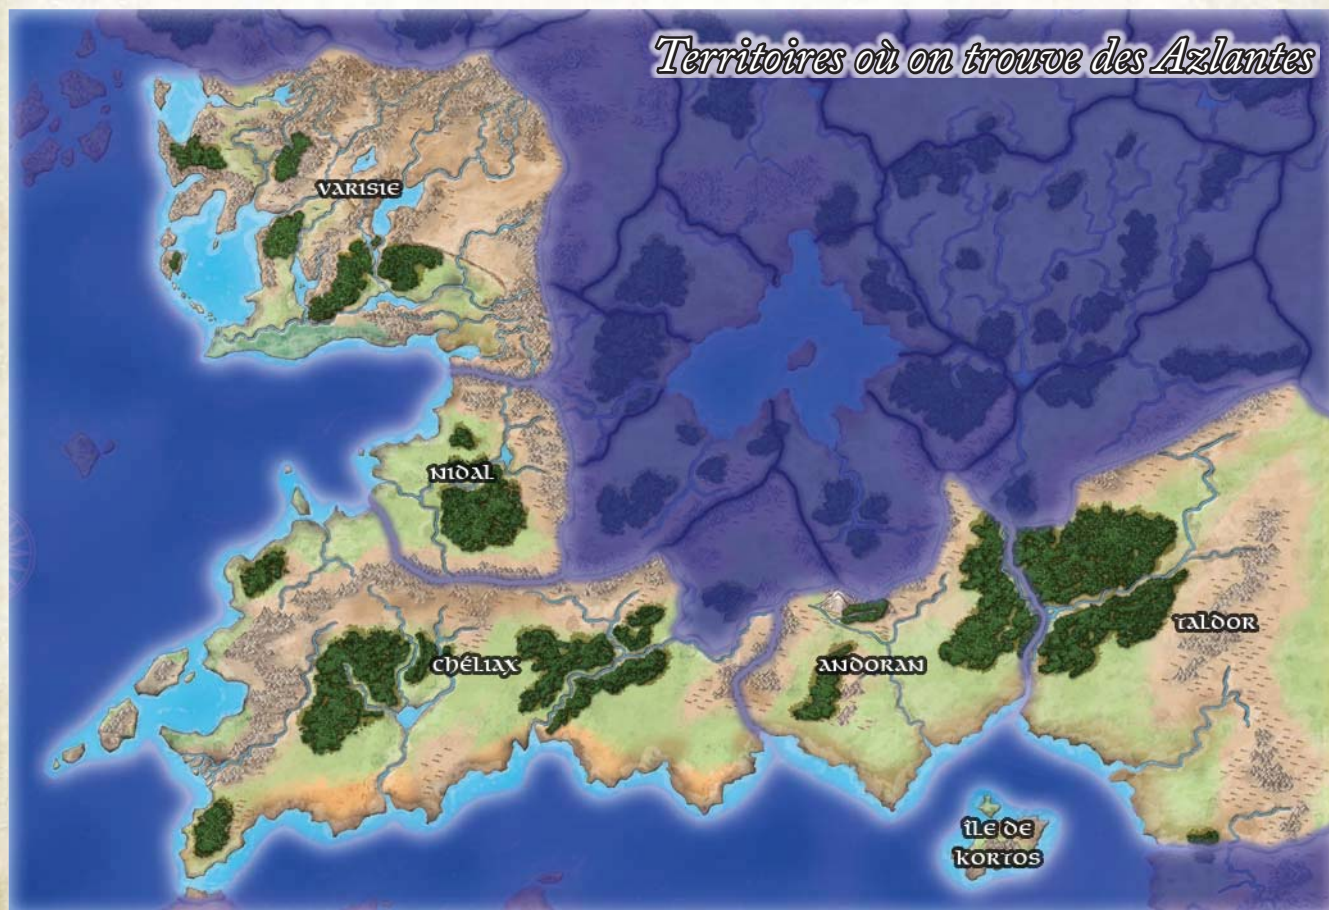 Territoires où on trouve des Azlantes
VARISIE
NIDAL
CHÉLIAX
ANDORAN
TALDOR
ÎLE DE
KORTOS